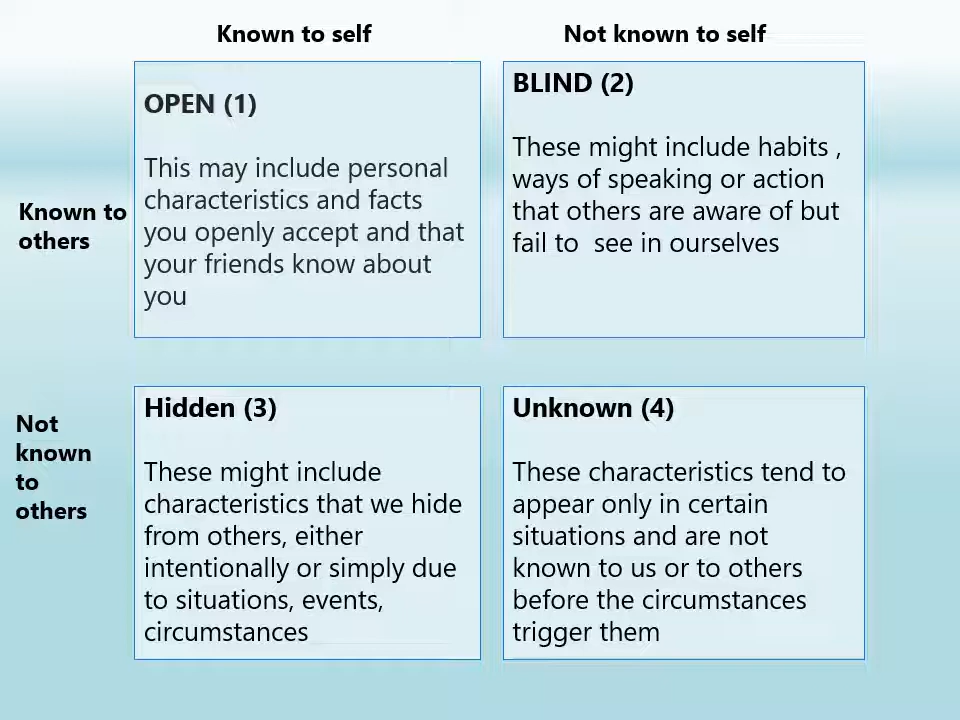 Known to self
Not known to self
Known to
others
OPEN (1)
This may include personal
characteristics and facts
you openly accept and that
your friends know about
you
BLIND (2)
These might include habits ,
ways of speaking or action
that others are aware of but
fail to  see in ourselves
Not
known
to
others
Hidden (3)
These might include
characteristics that we hide
from others, either
intentionally or simply due
to situations, events,
circumstances
Unknown (4)
These characteristics tend to
appear only in certain
situations and are not
known to us or to others
before the circumstances
trigger them